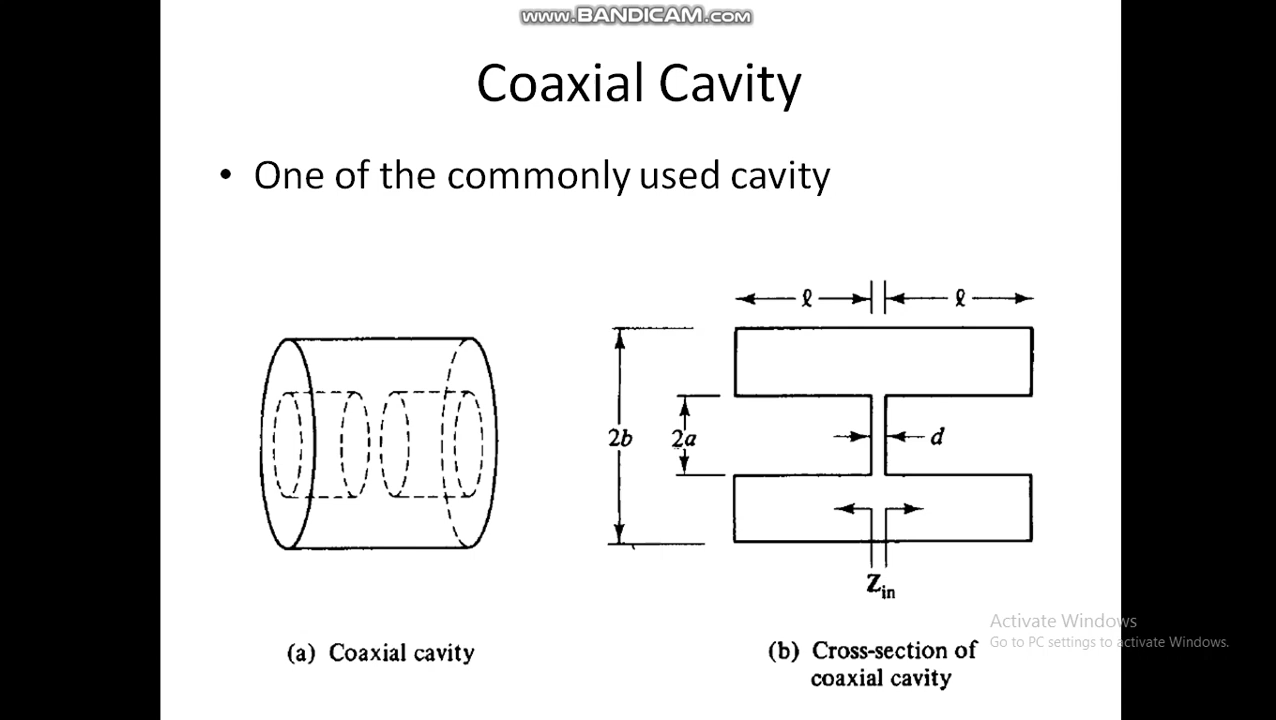 www.BANDICAM.com
Coaxial Cavity
• One of the commonly used cavity
ℓ ℓ
2b 2a d
Zin
Activate Windows
Go to PC settings to activate Windows.
(a) Coaxial cavity
(b) Cross-section of
coaxial cavity